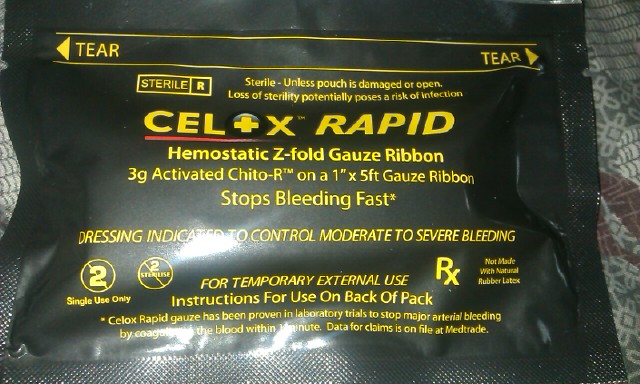 TEAR
TEAR
STERILE R
Sterile - Unless pouch is damaged or open.
Loss of sterility potentially poses a risk of infection
CELOX™ RAPID
Hemostatic Z-fold Gauze Ribbon
3g Activated Chito-R™ on a 1" x 5ft Gauze Ribbon
Stops Bleeding Fast*
DRESSING INDICATED TO CONTROL MODERATE TO SEVERE BLEEDING
2
Single Use Only
2
STERILISE
FOR TEMPORARY EXTERNAL USE
Instructions For Use On Back Of Pack
Rx
Not Made
With Natural
Rubber Latex
* Celox Rapid gauze has been proven in laboratory trials to stop major arterial bleeding
by the blood within minute. Data for claims is on file at Medtrade.